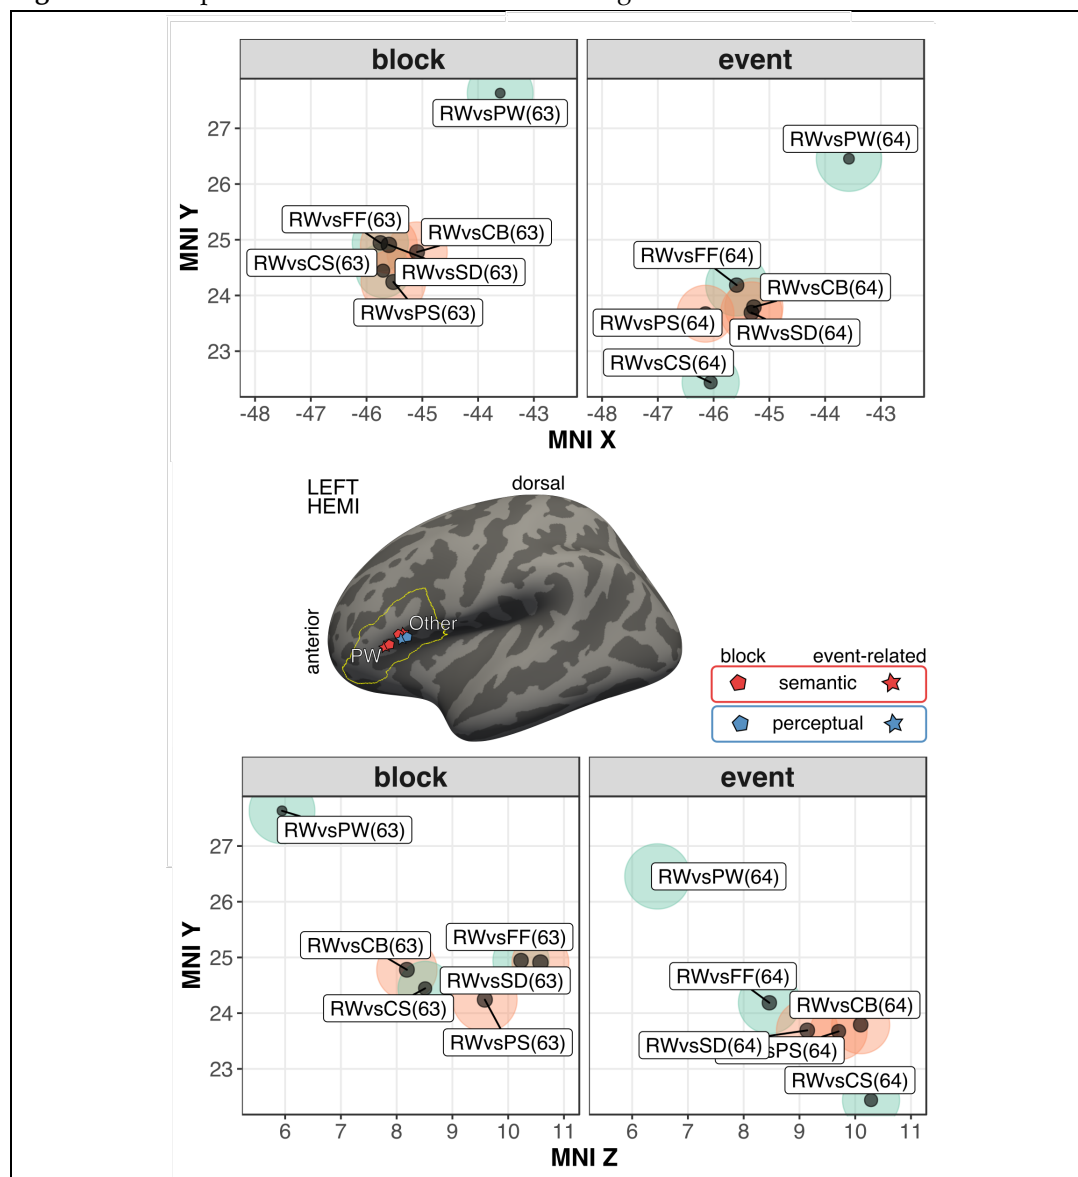 block event
RWvsPW(63)
RWvsPW(64)
27
26
RWvsFF(63)
RWvsCB(63)
25
RWvsFF(64)
RWvsCS(63)
RWvsSD(63)
RWvsCB(64)
24
RWvsPS(63)
RWvsPS(64)
RWvsSD(64)
23
RWvsCS(64)
MNI Y
-48 -47 -46 -45 -44 -43 -48 -47 -46 -45 -44 -43
MNI X
LEFT
HEMI
dorsal
anterior
Other
PW
block event-related
semantic
perceptual
block event
RWvsPW(63)
27
RWvsPW(64)
26
RWvsFF(63)
RWvsCB(63)
25
RWvsSD(63)
RWvsFF(64)
RWvsCS(63)
RWvsCB(64)
24
RWvsPS(63)
RWvsSD(64)
sPS(64)
23
RWvsCS(64)
MNI Y
6 7 8 9 10 11 6 7 8 9 10 11
MNI Z